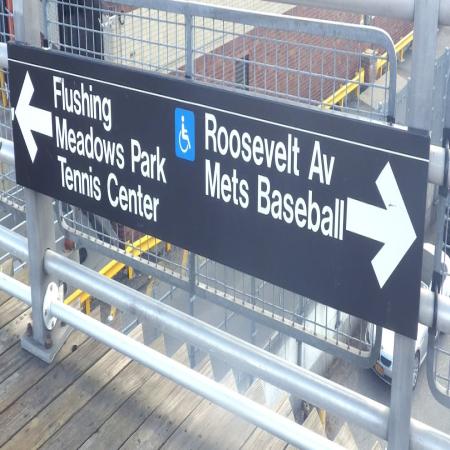 Flushing
Meadows Park
Tennis Center
Roosevelt Av
Mets Baseball